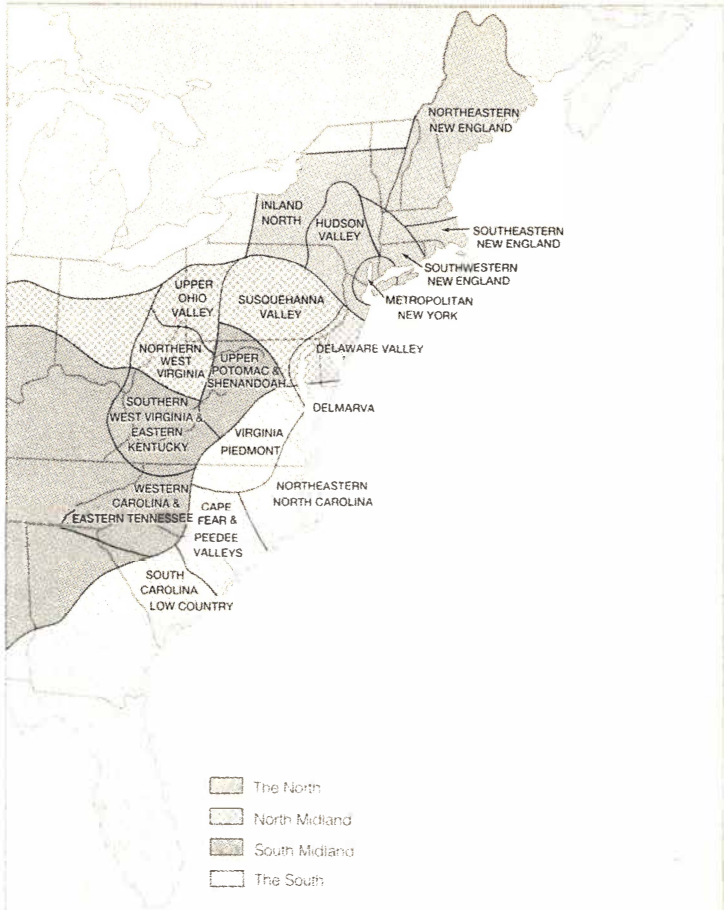 NORTHEASTERN
NEW ENGLAND
INLAND
NORTH
HUDSON
VALLEY
SOUTHEASTERN
NEW ENGLAND
SOUTHWESTERN
NEW ENGLAND
METROPOLITAN
NEW YORK
UPPER
OHIO
VALLEY
SUSQUEHANNA
VALLEY
DELAWARE VALLEY
NORTHERN
WEST
VIRGINIA
UPPER
POTOMAC &
SHENANDOAH
DELMARVA
SOUTHERN
WEST VIRGINIA &
EASTERN
KENTUCKY
VIRGINIA
PIEDMONT
NORTHEASTERN
NORTH CAROLINA
WESTERN
CAROLINA &
EASTERN TENNESSEE
CAPE
FEAR &
PEEDEE
VALLEYS
SOUTH
CAROLINA
LOW COUNTRY
The North
North Midland
South Midland
The South